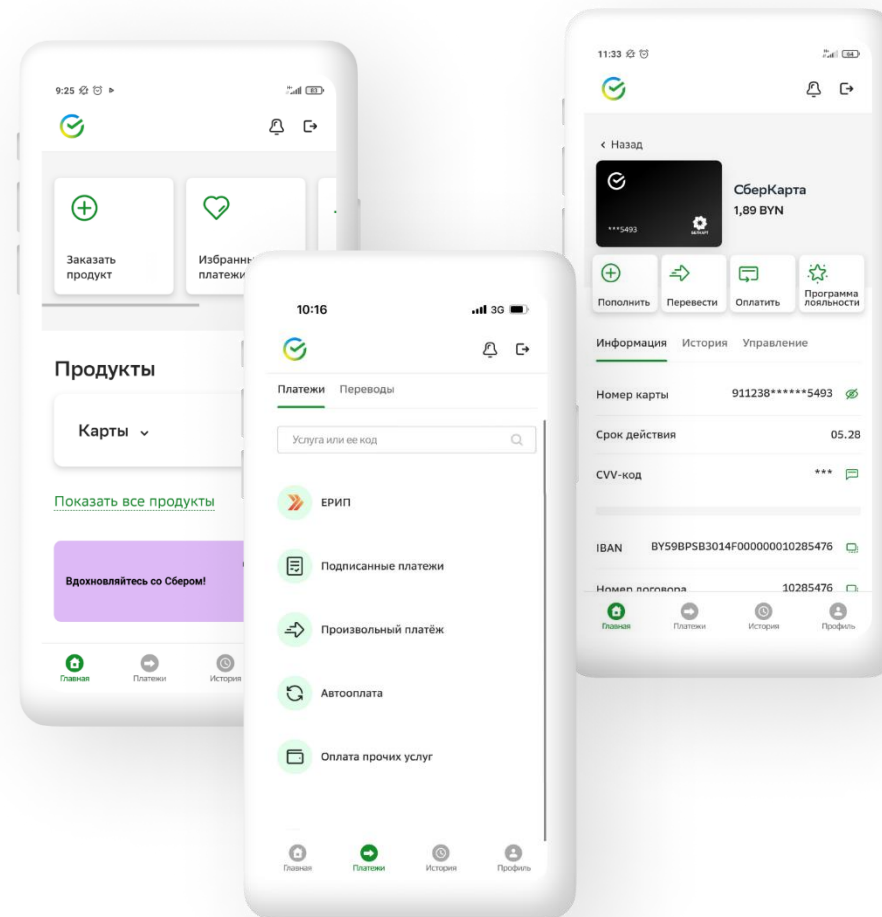 9:25
83
Заказать
продукт
Избранн
платежи
Продукты
Карты
Показать все продукты
Вдохновляйтесь со Сбером!
Главная
Платежи
История
10:16
3G
Платежи Переводы
Услуга или ее код
ЕРИП
Подписанные платежи
Произвольный платёж
Автооплата
Оплата прочих услуг
Главная
Платежи
История
Профиль
11:33
64
Назад
***5493
СберКарта
1,89 BYN
Пополнить
Перевести
Оплатить
Программа
лояльности
Информация История Управление
Номер карты 911238******5493
Срок действия 05.28
CVV-код ***
IBAN BY59BPSB3014F000000010285476
Номер договора 10285476
Главная
Платежи
История
Профиль